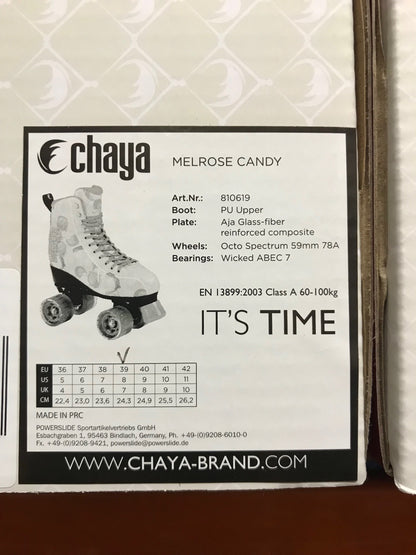 chaya
MELROSE CANDY
Art.Nr.: 810619
Boot: PU Upper
Plate: Aja Glass-fiber
reinforced composite
Wheels: Octo Spectrum 59mm 78A
Bearings: Wicked ABEC 7
EN 13899:2003 Class A 60-100kg
IT'S TIME
EU 36 37 38 39 40 41 42
US 5 6 7 8 9 10 11
UK 4 5 6 7 8 9 10
CM 22,4 23,0 23,6 24,3 24,9 25,5 26,2
MADE IN PRC
POWERSLIDE Sportartikelvertriebs GmbH
Esbachgraben 1, 95463 Bindlach, Germany, Ph. +49-(0)9208-6010-0
Fx. +49-(0)9208-9421, powerslide@powerslide.de
WWW.CHAYA-BRAND.COM